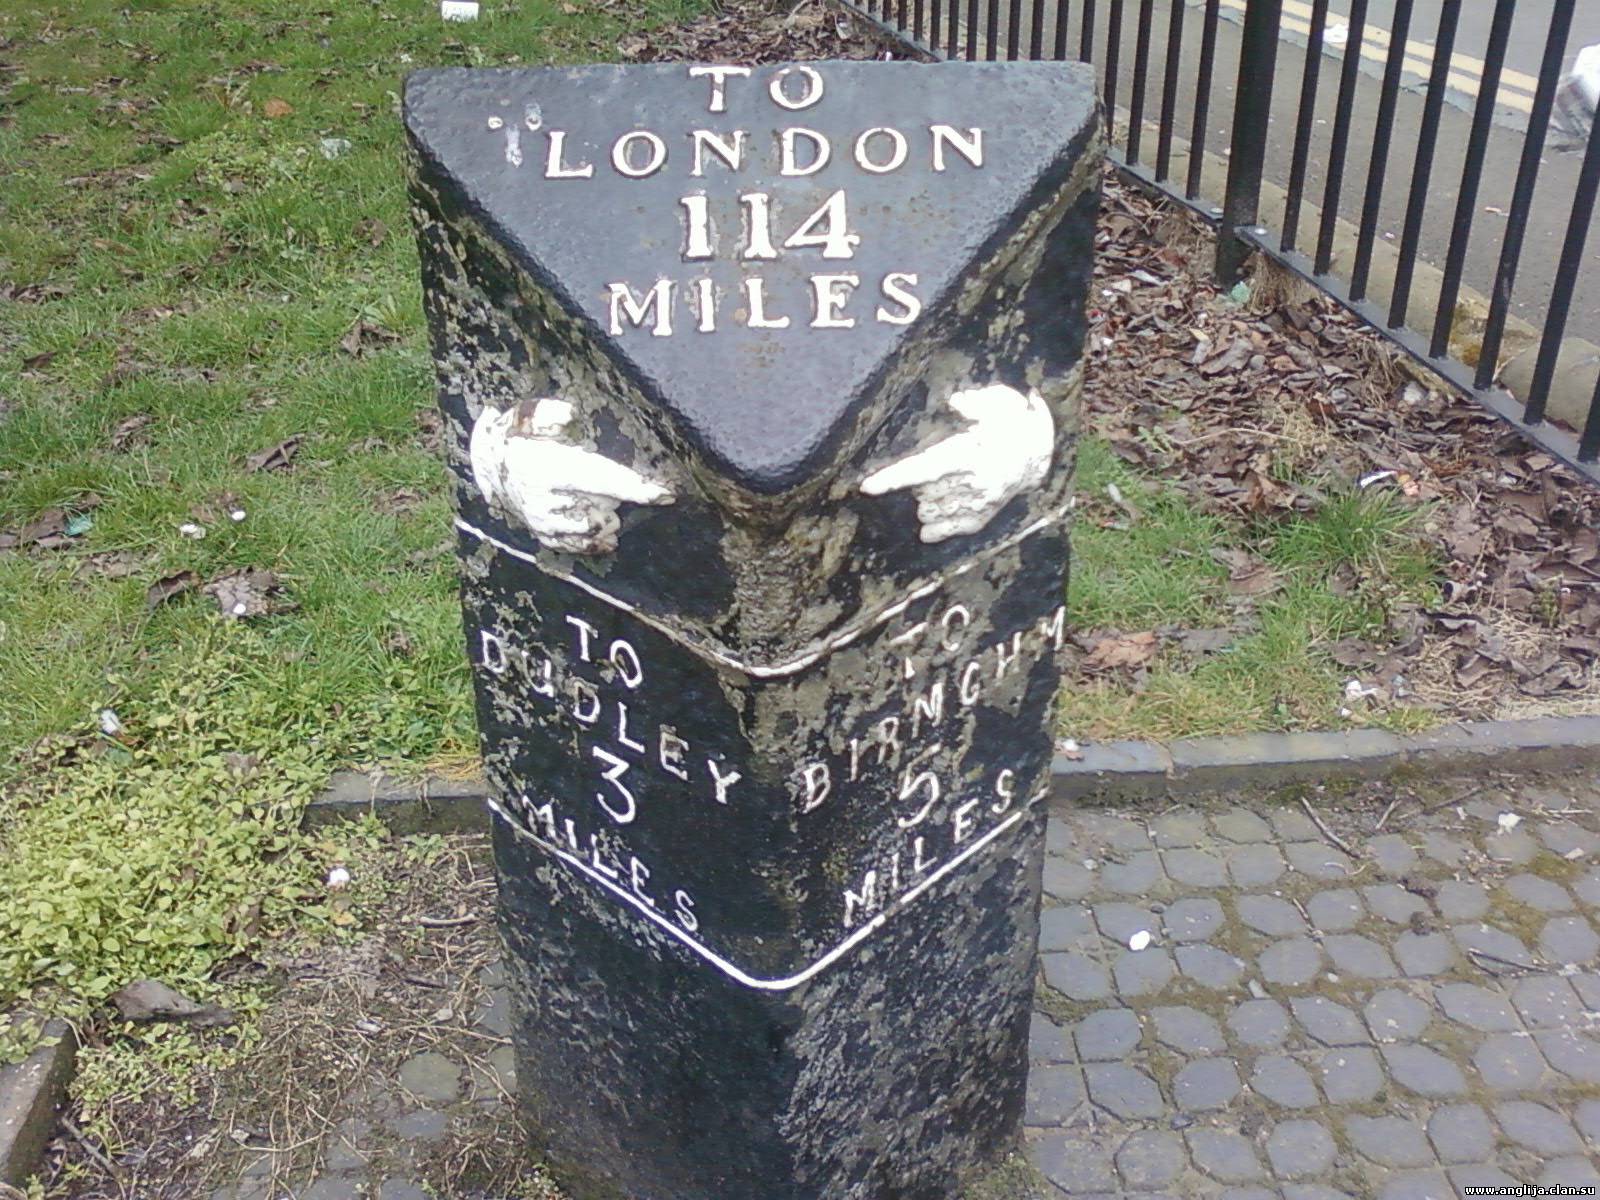 TO
LONDON
114
MILES
TO
DUDLEY
3
MILES
TO
BIRMGHM
5
MILES
www.anglija.clan.su